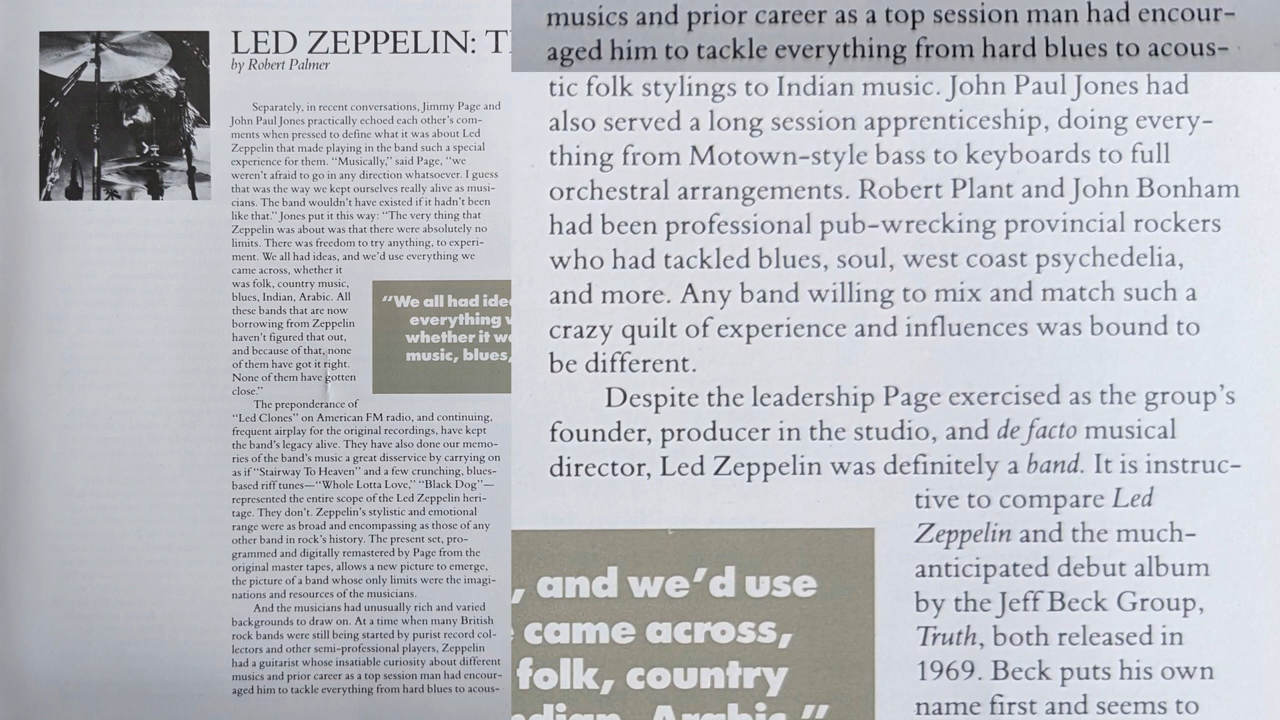 LED ZEPPELIN: T
by Robert Palmer
Separately, in recent conversations, Jimmy Page and
John Paul Jones practically echoed each other's com-
ments when pressed to define what it was about Led
Zeppelin that made playing in the band such a special
experience for them. "Musically," said Page, "we
weren't afraid to go in any direction whatsoever. I guess
that was the way we kept ourselves really alive as musi-
cians. The band wouldn't have existed if it hadn't been
like that." Jones put it this way: "The very thing that
Zeppelin was about was that there were absolutely no
limits. There was freedom to try anything, to experi-
ment. We all had ideas, and we'd use everything we
came across, whether it
was folk, country music,
blues, Indian, Arabic. All
these bands that are now
borrowing from Zeppelin
haven't figured that out,
and because of that, none
of them have got it right.
None of them have gotten
close."
The preponderance of
"Led Clones" on American FM radio, and continuing,
frequent airplay for the original recordings, have kept
the band's legacy alive. They have also done our memo-
ries of the band's music a great disservice by carrying on
as if "Stairway To Heaven" and a few crunching, blues-
based riff tunes—"Whole Lotta Love," "Black Dog"—
represented the entire scope of the Led Zeppelin heri-
tage. They don't. Zeppelin's stylistic and emotional
range were as broad and encompassing as those of any
other band in rock's history. The present set, pro-
grammed and digitally remastered by Page from the
original master tapes, allows a new picture to emerge,
the picture of a band whose only limits were the imagi-
nations and resources of the musicians.
And the musicians had unusually rich and varied
backgrounds to draw on. At a time when many British
rock bands were still being started by purist record col-
lectors and other semi-professional players, Zeppelin
had a guitarist whose insatiable curiosity about different
musics and prior career as a top session man had encour-
aged him to tackle everything from hard blues to acous-
"We all had ide
everything
whether it w
music, blues,
musics and prior career as a top session man had encour-
aged him to tackle everything from hard blues to acous-
tic folk stylings to Indian music. John Paul Jones had
also served a long session apprenticeship, doing every-
thing from Motown-style bass to keyboards to full
orchestral arrangements. Robert Plant and John Bonham
had been professional pub-wrecking provincial rockers
who had tackled blues, soul, west coast psychedelia,
and more. Any band willing to mix and match such a
crazy quilt of experience and influences was bound to
be different.
Despite the leadership Page exercised as the group's
founder, producer in the studio, and de facto musical
director, Led Zeppelin was definitely a band. It is instruc-
tive to compare Led
Zeppelin and the much-
anticipated debut album
by the Jeff Beck Group,
Truth, both released in
1969. Beck puts his own
name first and seems to
, and we'd use
came across,
folk, country
dian, Arabic."